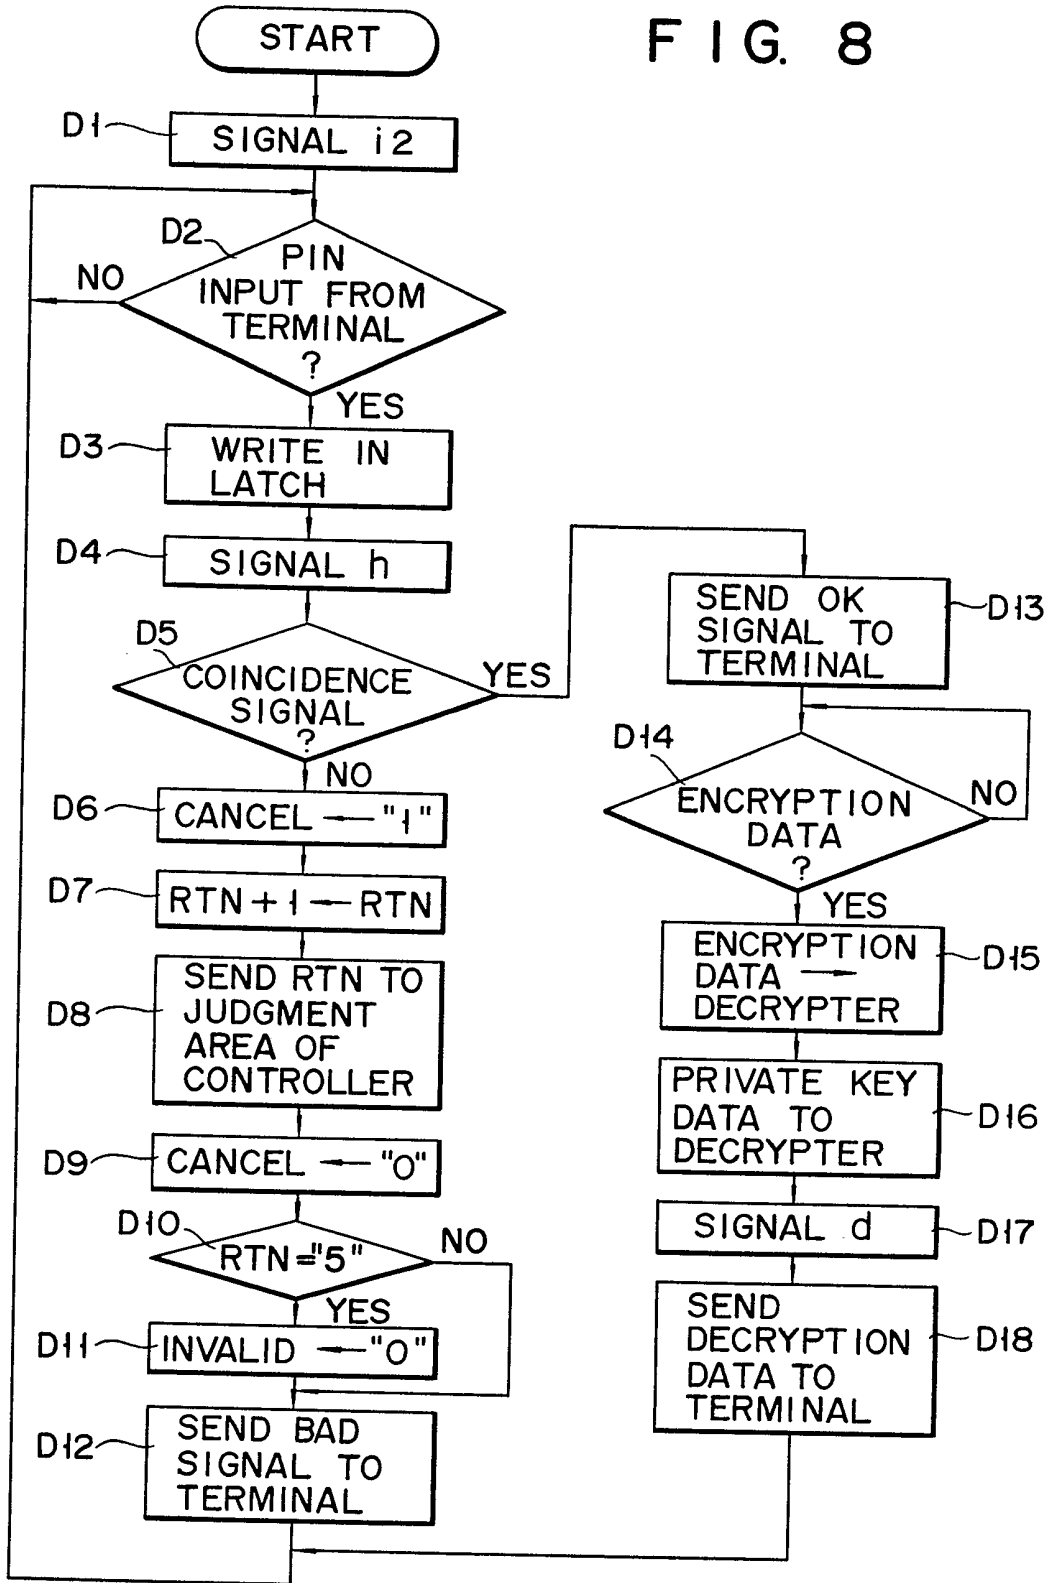 FIG. 8
START
D1
SIGNAL i2
D2
PIN
INPUT FROM
TERMINAL
?
NO
YES
D3
WRITE IN
LATCH
D4
SIGNAL h
D5
COINCIDENCE
SIGNAL
?
YES
NO
D6
CANCEL ← "1"
D7
RTN + 1 ← RTN
D8
SEND RTN TO
JUDGMENT
AREA OF
CONTROLLER
D9
CANCEL ← "0"
D10
RTN="5"
NO
YES
D11
INVALID ← "0"
D12
SEND BAD
SIGNAL TO
TERMINAL
SEND OK
SIGNAL TO
TERMINAL
D13
D14
ENCRYPTION
DATA
?
NO
YES
ENCRYPTION
DATA →
DECRYPTER
D15
PRIVATE KEY
DATA TO
DECRYPTER
D16
SIGNAL d
D17
SEND
DECRYPTION
DATA TO
TERMINAL
D18